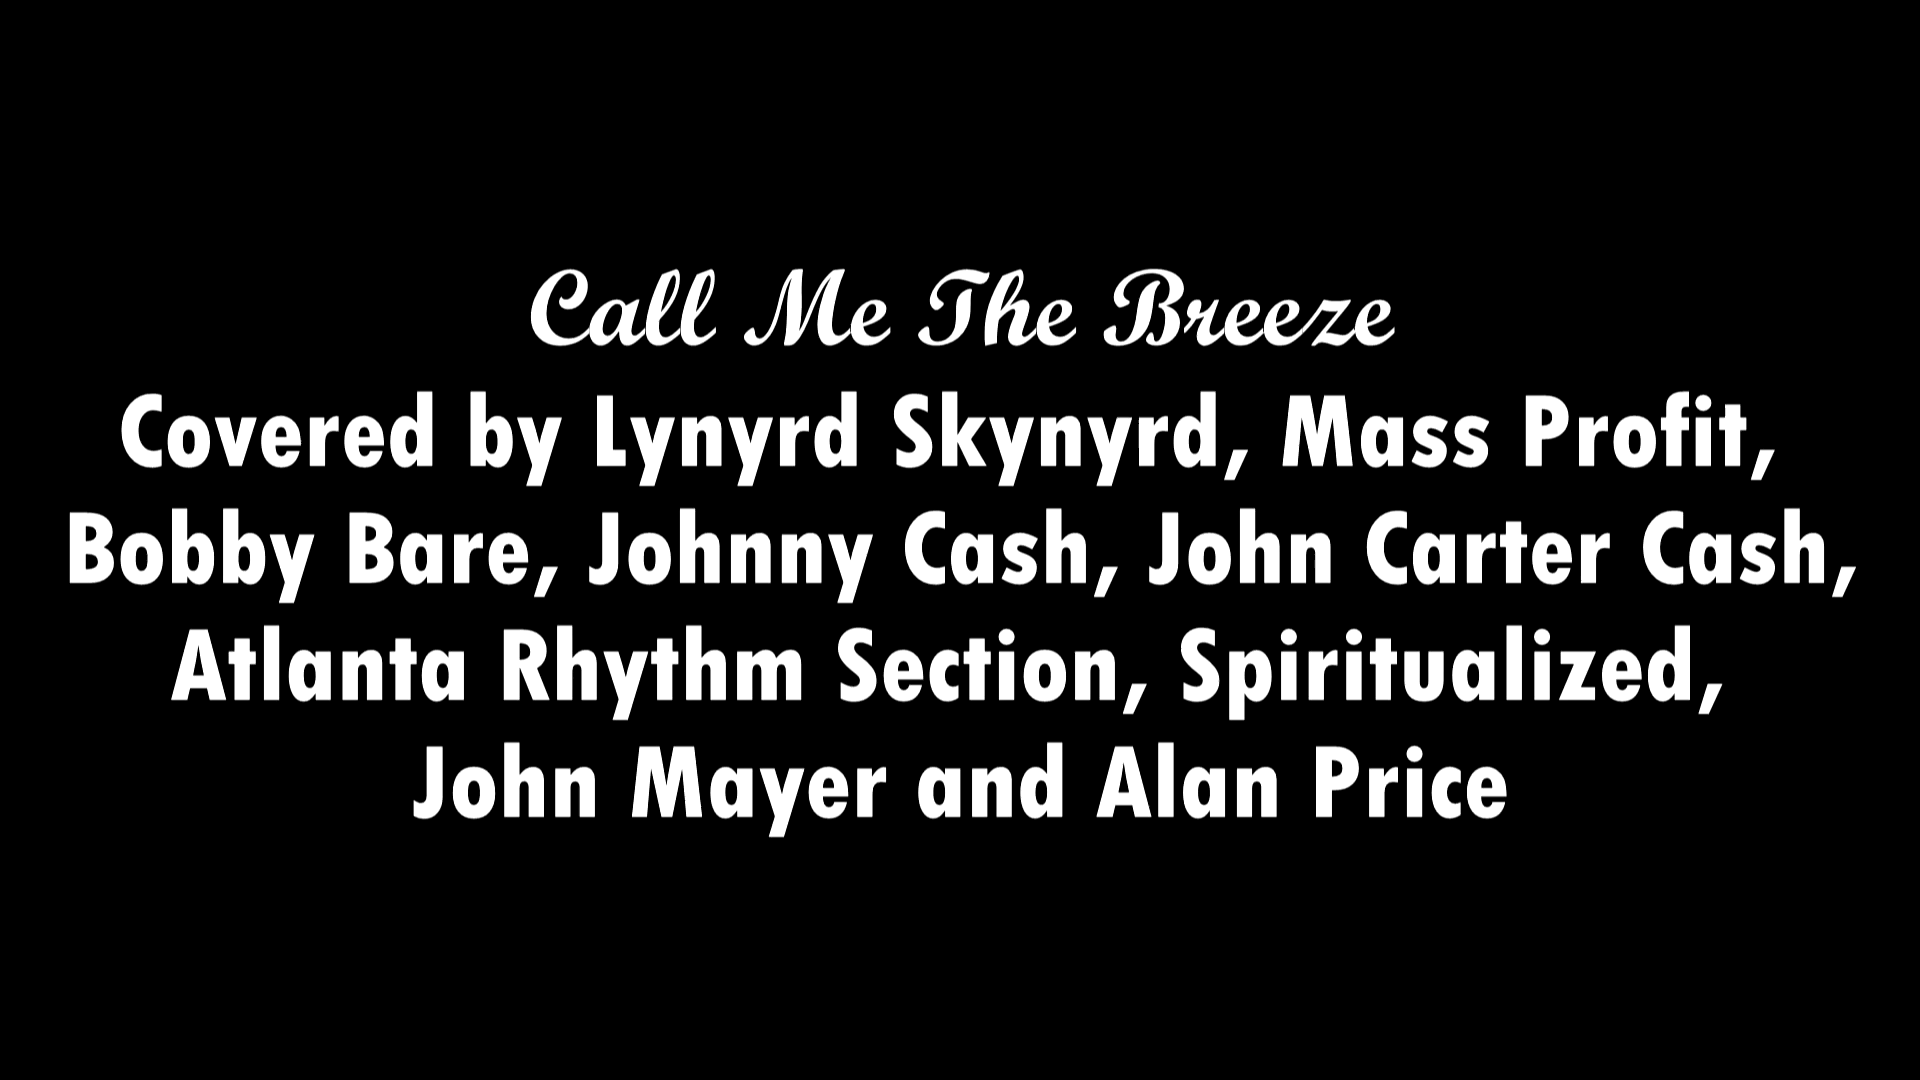 Call Me The Breeze
Covered by Lynyrd Skynyrd, Mass Profit,
Bobby Bare, Johnny Cash, John Carter Cash,
Atlanta Rhythm Section, Spiritualized,
John Mayer and Alan Price